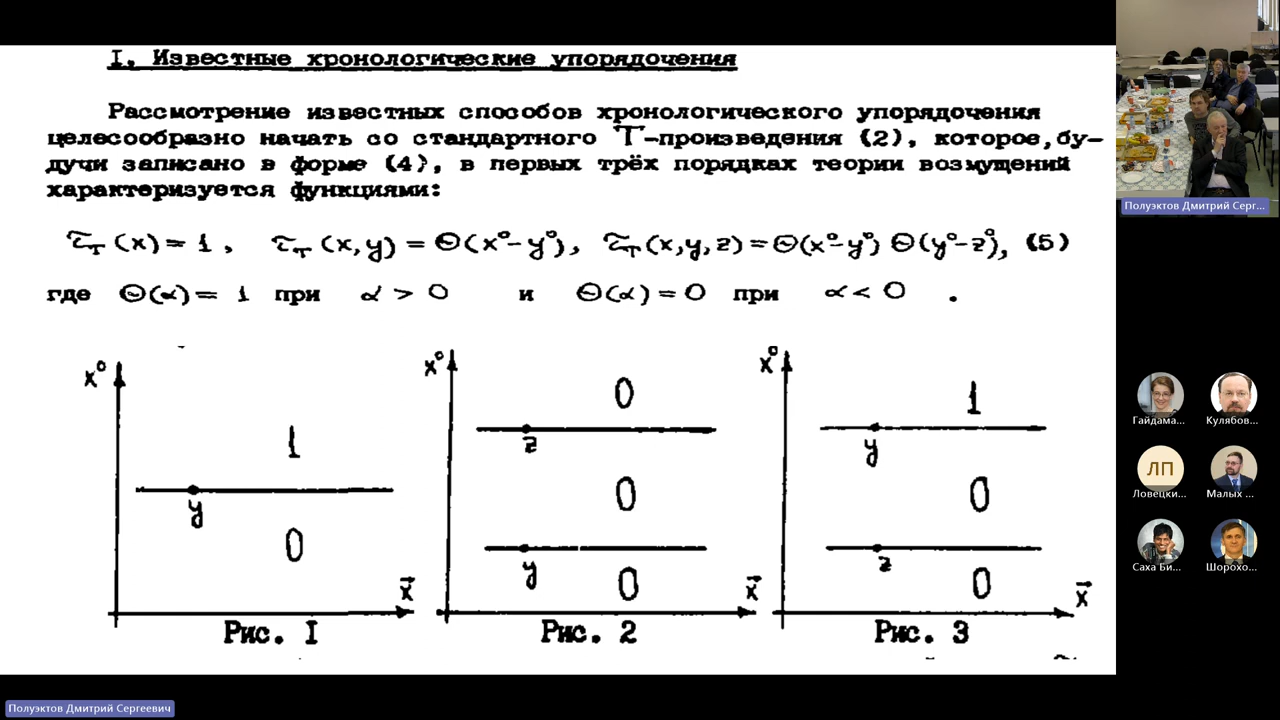 I. Известные хронологические упорядочения
Рассмотрение известных способов хронологического упорядочения
целесообразно начать со стандартного T-произведения (2), которое, бу-
дучи записано в форме (4), в первых трёх порядках теории возмущений
характеризуется функциями:
τ_T(x) = 1, τ_T(x,y) = Θ(x⁰−y⁰), τ_T(x,y,z) = Θ(x⁰−y⁰) Θ(y⁰−z⁰), (5)
где Θ(α) = 1 при α > 0 и Θ(α) = 0 при α < 0 .
x⁰
1
y
0
x⃗
Рис. I
x⁰
0
z
0
y
0
x⃗
Рис. 2
x⁰
1
y
0
z
0
x⃗
Рис. 3
Полуэктов Дмитрий Серг...
Гайдама...
Кулябов...
ЛП
Ловецки...
Малых ...
Саха Би...
Шорохо...
Полуэктов Дмитрий Сергеевич